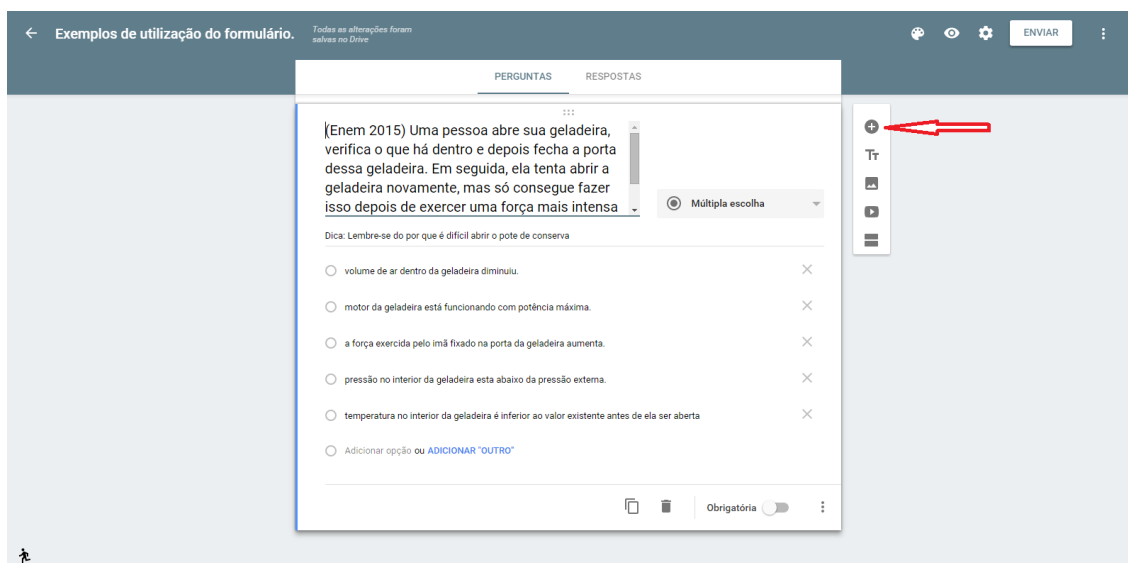 Exemplos de utilização do formulário.
Todas as alterações foram
salvas no Drive
ENVIAR
PERGUNTAS RESPOSTAS
(Enem 2015) Uma pessoa abre sua geladeira,
verifica o que há dentro e depois fecha a porta
dessa geladeira. Em seguida, ela tenta abrir a
geladeira novamente, mas só consegue fazer
isso depois de exercer uma força mais intensa
Múltipla escolha
Dica: Lembre-se do por que é difícil abrir o pote de conserva
volume de ar dentro da geladeira diminuiu.
motor da geladeira está funcionando com potência máxima.
a força exercida pelo imã fixado na porta da geladeira aumenta.
pressão no interior da geladeira esta abaixo da pressão externa.
temperatura no interior da geladeira é inferior ao valor existente antes de ela ser aberta
Adicionar opção ou ADICIONAR "OUTRO"
Obrigatória